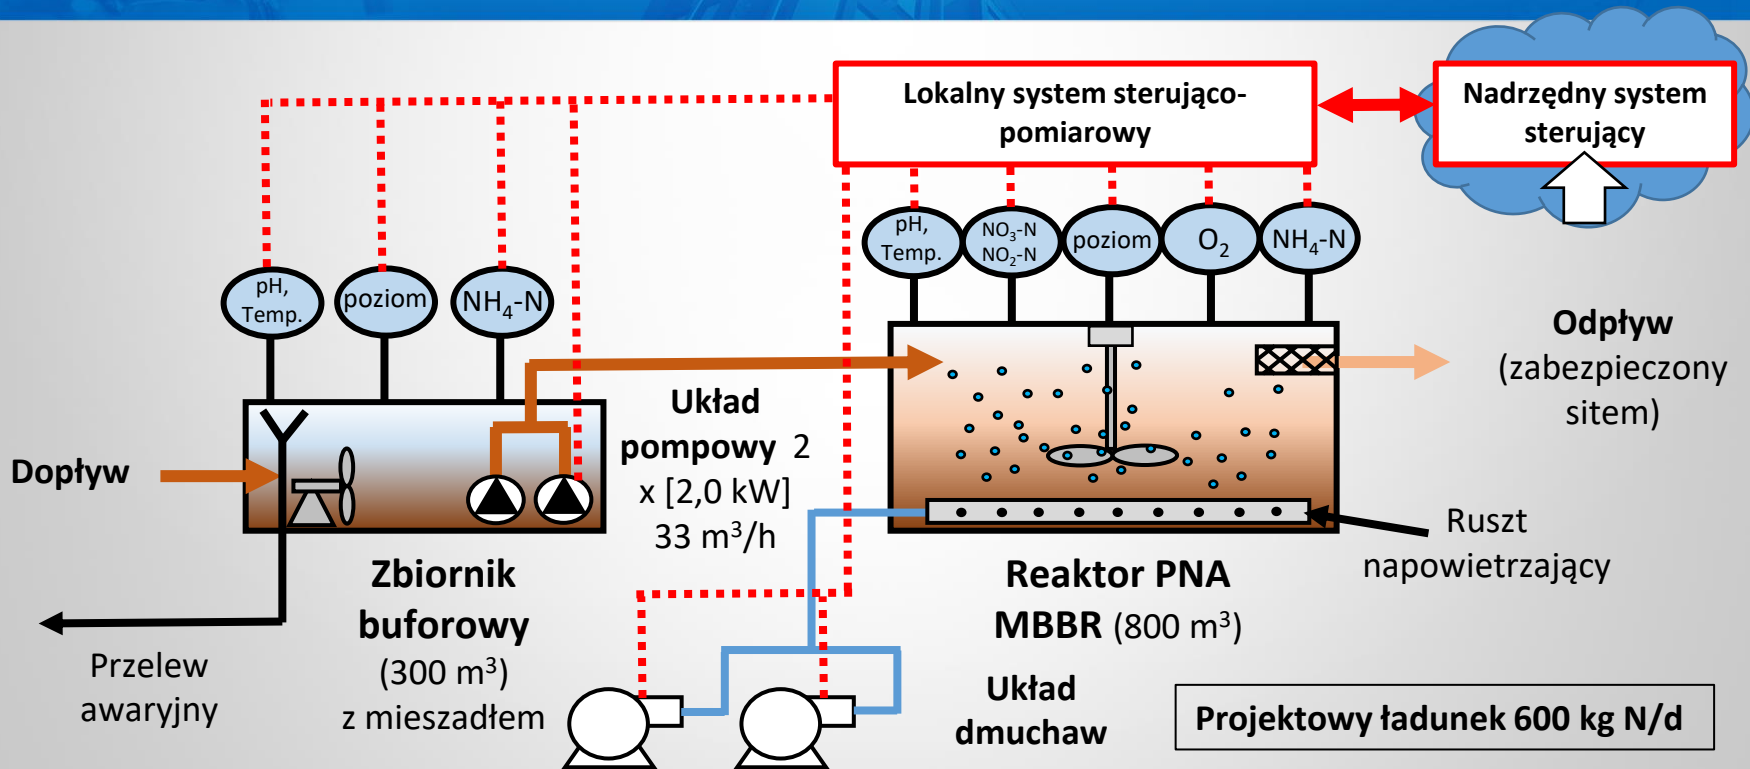 Lokalny system sterująco-
pomiarowy
Nadrzędny system
sterujący
pH,
Temp.
NO₃-N
NO₂-N
poziom
O₂
NH₄-N
pH,
Temp.
poziom
NH₄-N
Dopływ
Układ
pompowy 2
x [2,0 kW]
33 m³/h
Odpływ
(zabezpieczony
sitem)
Ruszt
napowietrzający
Zbiornik
buforowy
(300 m³)
z mieszadłem
Reaktor PNA
MBBR (800 m³)
Przelew
awaryjny
Układ
dmuchaw
Projektowy ładunek 600 kg N/d